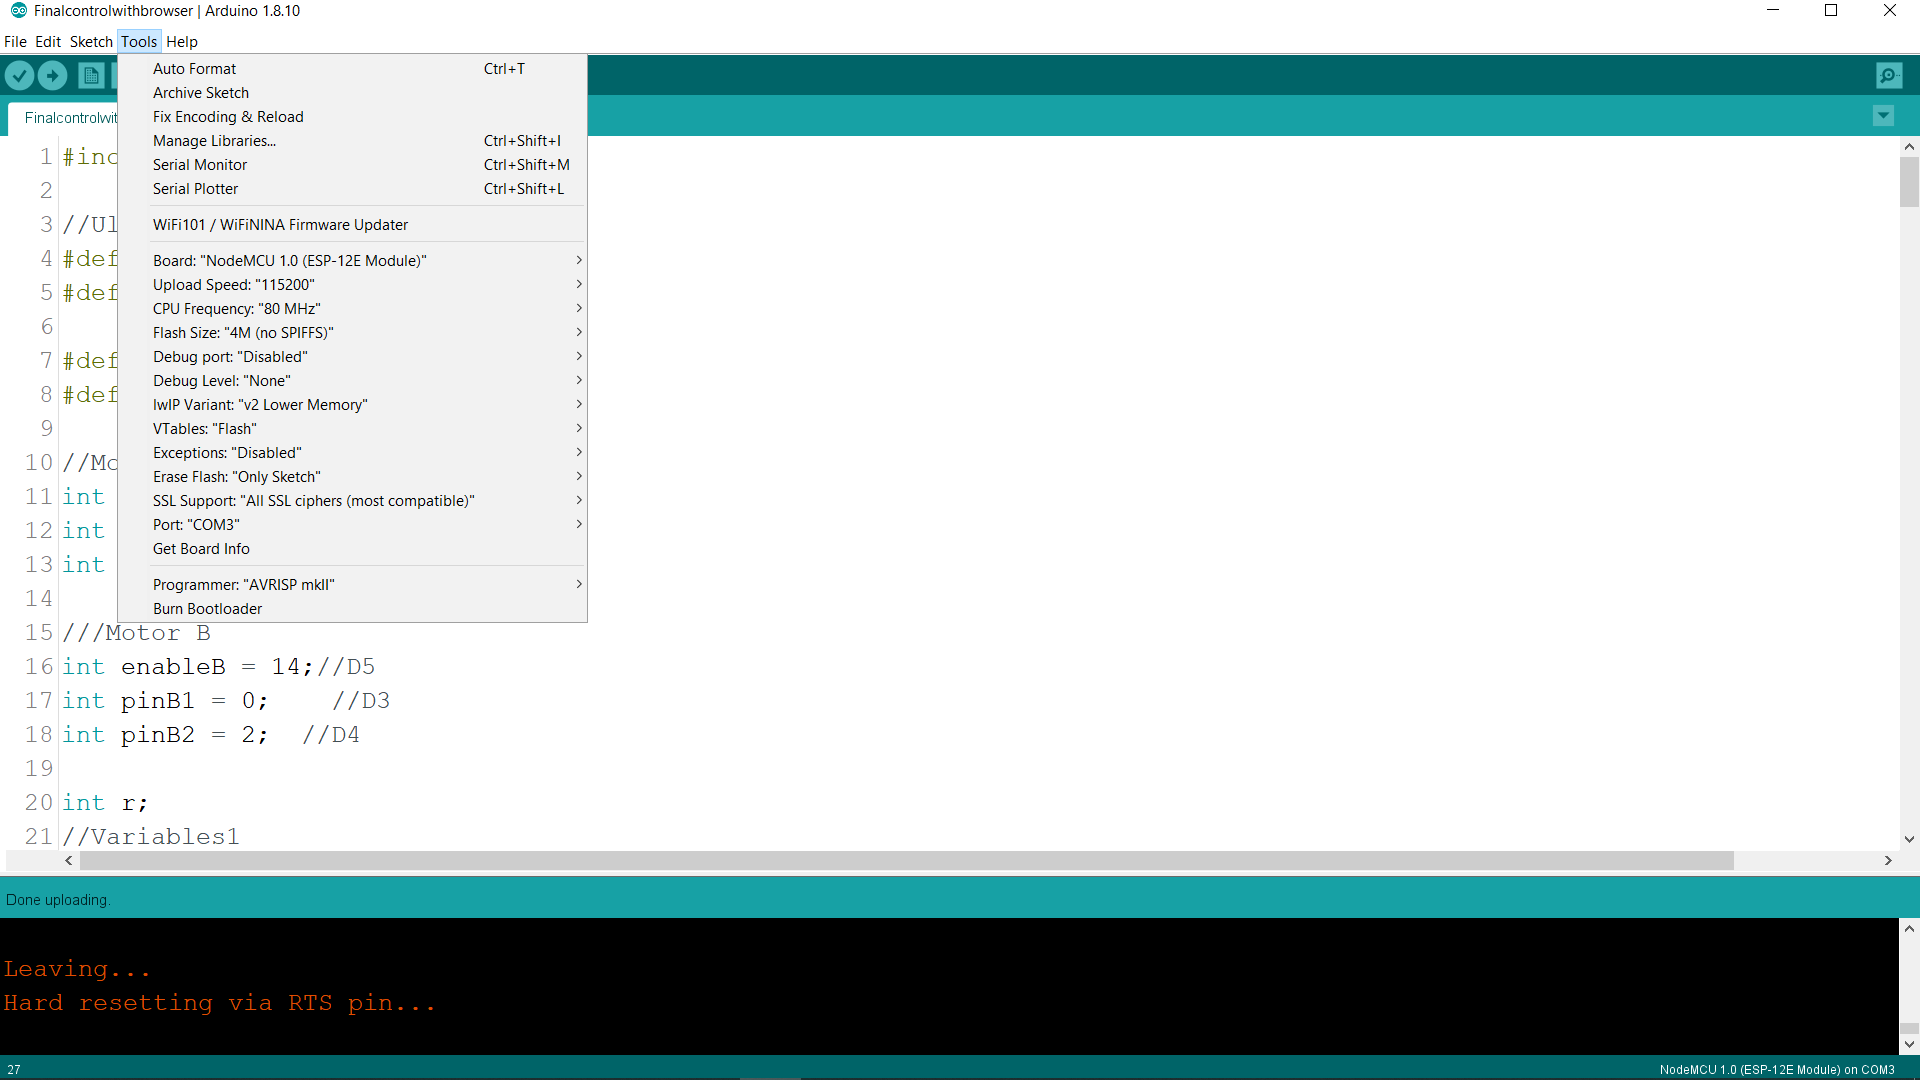 Finalcontrolwithbrowser | Arduino 1.8.10
File Edit Sketch Tools Help
Auto Format Ctrl+T
Archive Sketch
Fix Encoding & Reload
Manage Libraries... Ctrl+Shift+I
Serial Monitor Ctrl+Shift+M
Serial Plotter Ctrl+Shift+L
WiFi101 / WiFiNINA Firmware Updater
Board: "NodeMCU 1.0 (ESP-12E Module)"
Upload Speed: "115200"
CPU Frequency: "80 MHz"
Flash Size: "4M (no SPIFFS)"
Debug port: "Disabled"
Debug Level: "None"
lwIP Variant: "v2 Lower Memory"
VTables: "Flash"
Exceptions: "Disabled"
Erase Flash: "Only Sketch"
SSL Support: "All SSL ciphers (most compatible)"
Port: "COM3"
Get Board Info
Programmer: "AVRISP mkII"
Burn Bootloader
Finalcontrolwit
1 #inc
2
3 //Ul
4 #def
5 #def
6
7 #def
8 #def
9
10 //Mo
11 int
12 int
13 int
14
15 ///Motor B
16 int enableB = 14;//D5
17 int pinB1 = 0; //D3
18 int pinB2 = 2; //D4
19
20 int r;
21 //Variables1
Done uploading.
Leaving...
Hard resetting via RTS pin...
27 NodeMCU 1.0 (ESP-12E Module) on COM3